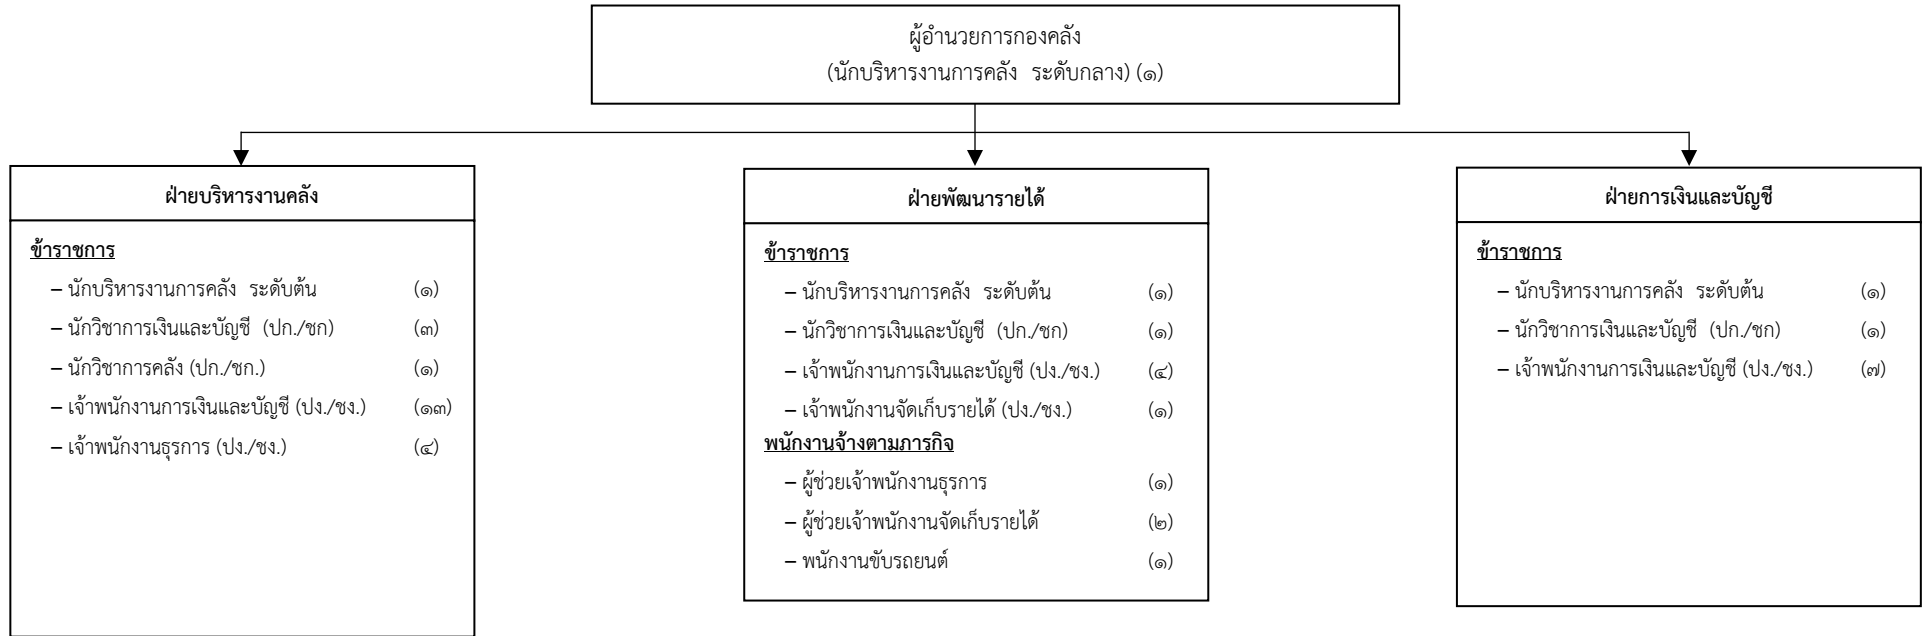 ผู้อำนวยการกองคลัง
(นักบริหารงานการคลัง ระดับกลาง) (๑)
ฝ่ายบริหารงานคลัง
ข้าราชการ
– นักบริหารงานการคลัง ระดับต้น (๑)
– นักวิชาการเงินและบัญชี (ปก./ชก) (๓)
– นักวิชาการคลัง (ปก./ชก.) (๑)
– เจ้าพนักงานการเงินและบัญชี (ปง./ชง.) (๑๓)
– เจ้าพนักงานธุรการ (ปง./ชง.) (๔)
ฝ่ายพัฒนารายได้
ข้าราชการ
– นักบริหารงานการคลัง ระดับต้น (๑)
– นักวิชาการเงินและบัญชี (ปก./ชก) (๑)
– เจ้าพนักงานการเงินและบัญชี (ปง./ชง.) (๔)
– เจ้าพนักงานจัดเก็บรายได้ (ปง./ชง.) (๑)
พนักงานจ้างตามภารกิจ
– ผู้ช่วยเจ้าพนักงานธุรการ (๑)
– ผู้ช่วยเจ้าพนักงานจัดเก็บรายได้ (๒)
– พนักงานขับรถยนต์ (๑)
ฝ่ายการเงินและบัญชี
ข้าราชการ
– นักบริหารงานการคลัง ระดับต้น (๑)
– นักวิชาการเงินและบัญชี (ปก./ชก) (๑)
– เจ้าพนักงานการเงินและบัญชี (ปง./ชง.) (๗)